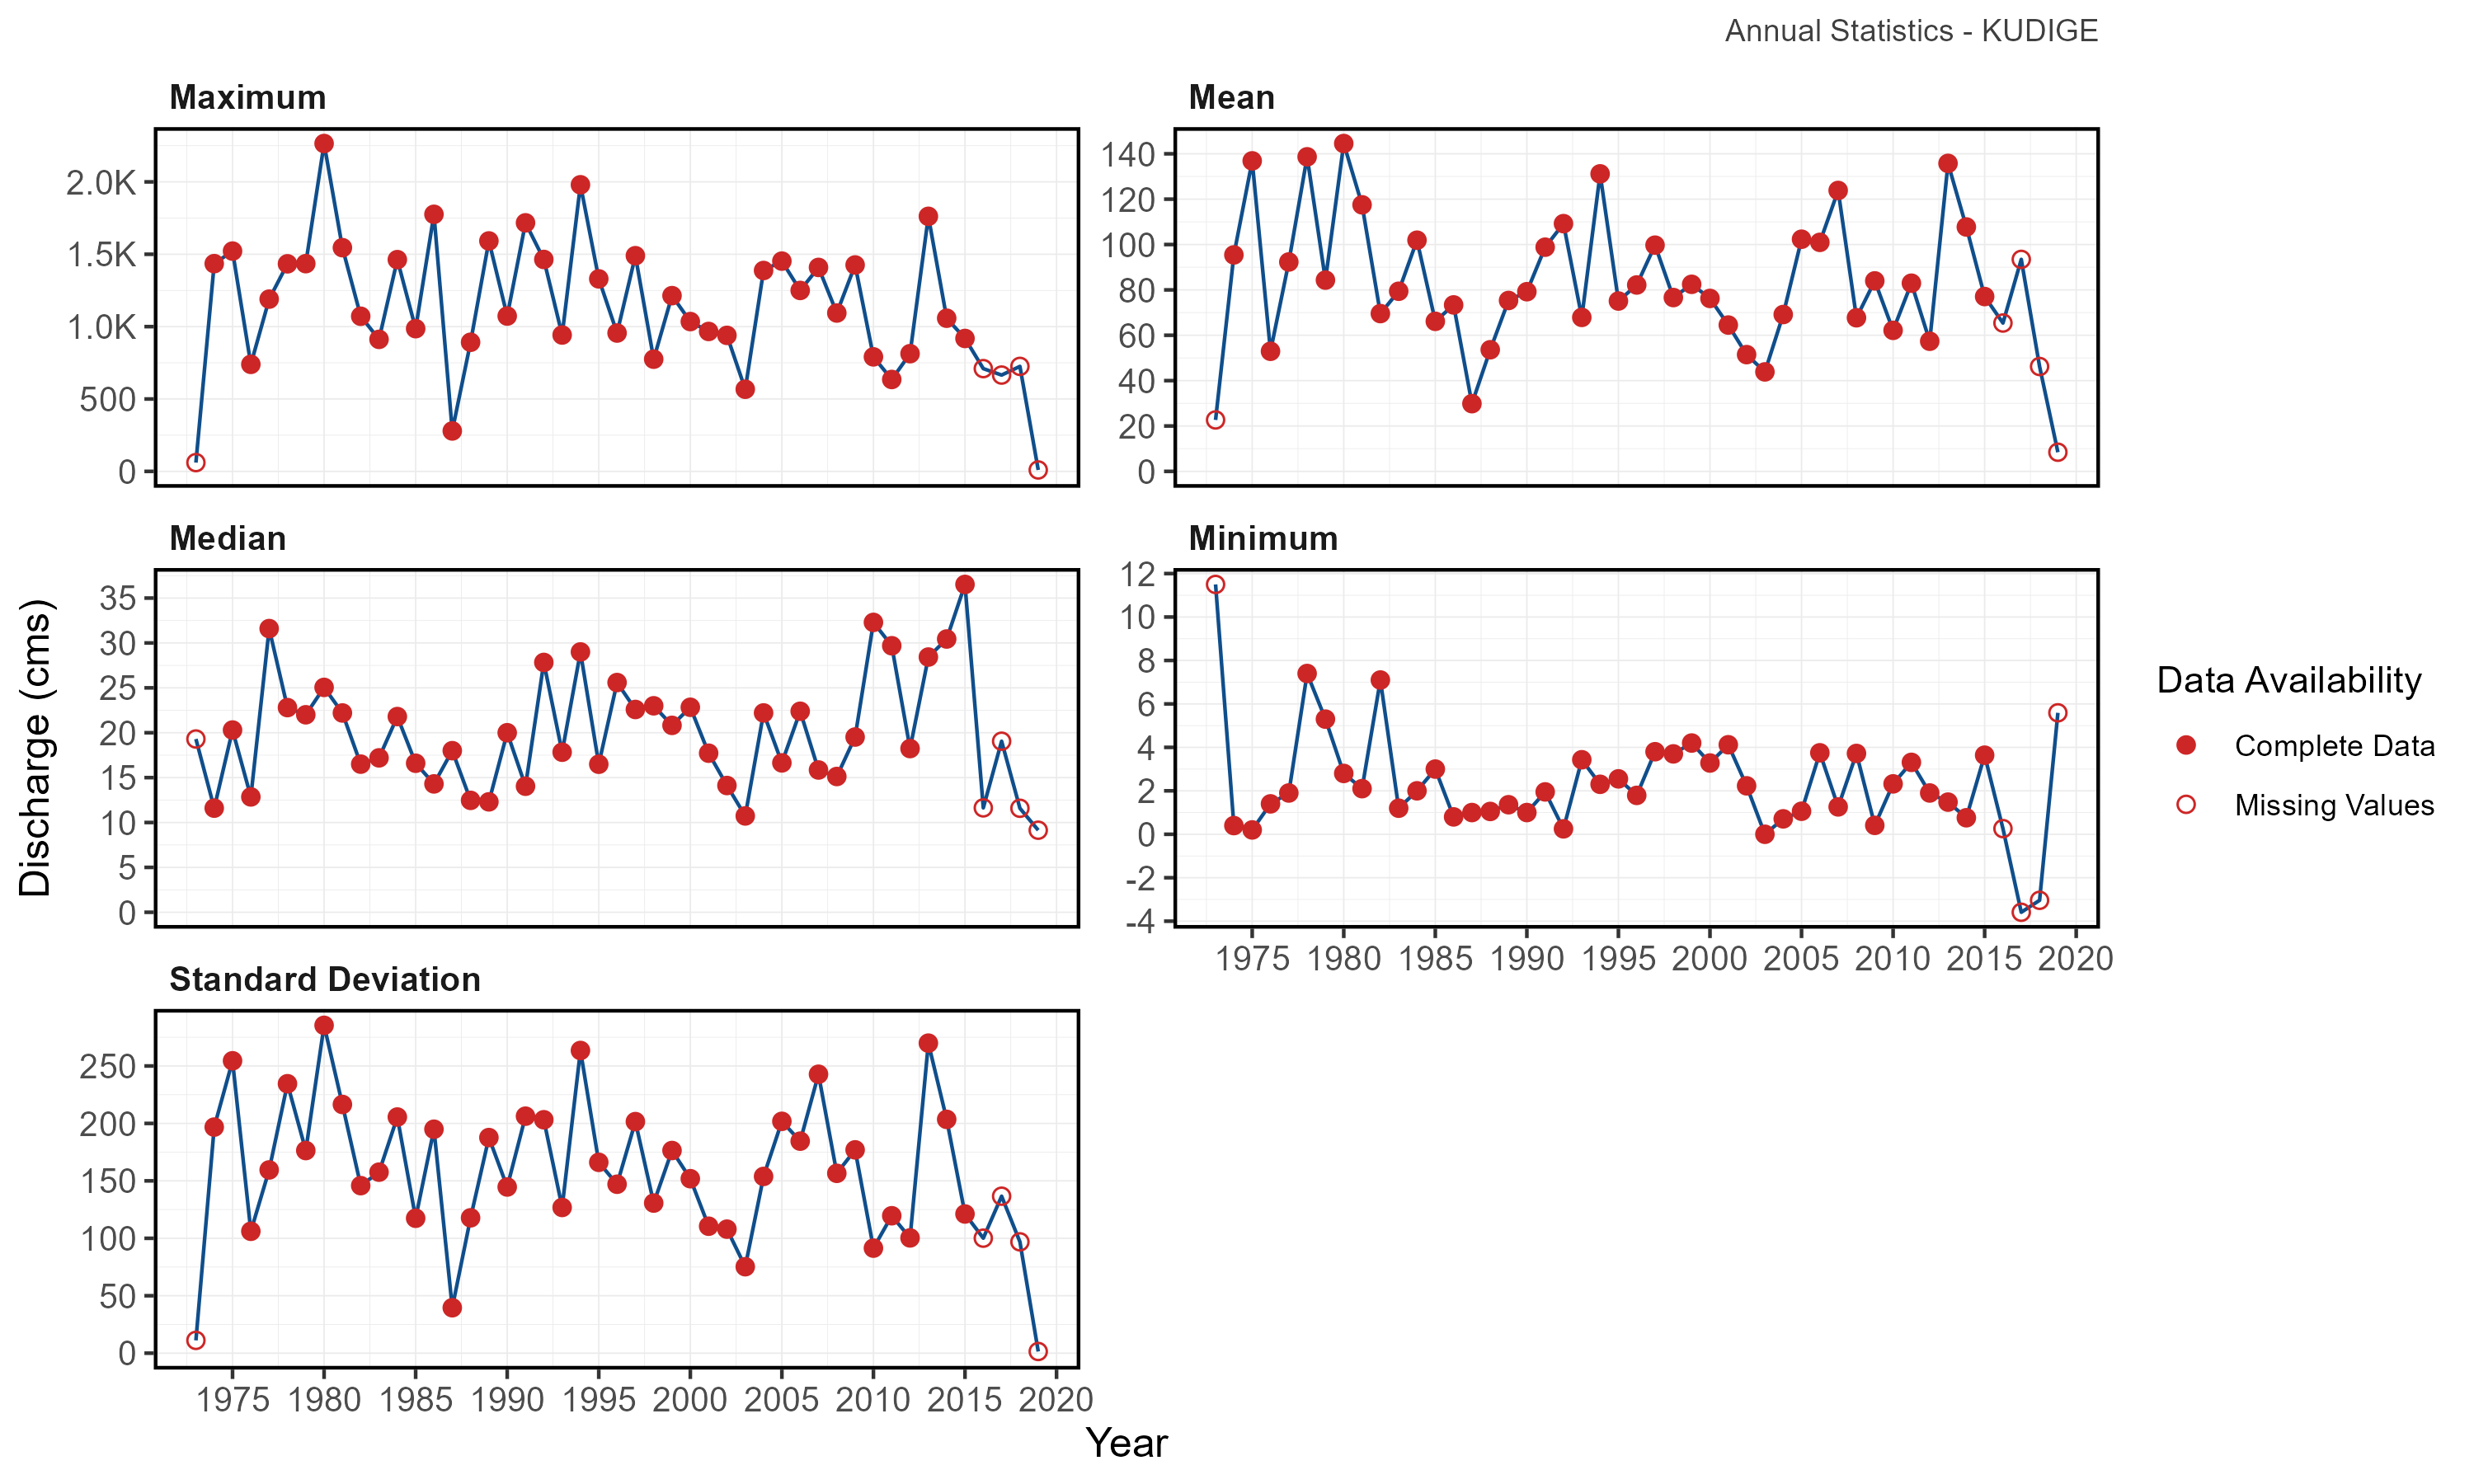 Annual Statistics - KUDIGE
Maximum
2.0K
1.5K
1.0K
500
0
Mean
140
120
100
80
60
40
20
0
Discharge (cms)
Median
35
30
25
20
15
10
5
0
Minimum
12
10
8
6
4
2
0
-2
-4
1975 1980 1985 1990 1995 2000 2005 2010 2015 2020
Standard Deviation
250
200
150
100
50
0
1975 1980 1985 1990 1995 2000 2005 2010 2015 2020
Year
Data Availability
Complete Data
Missing Values